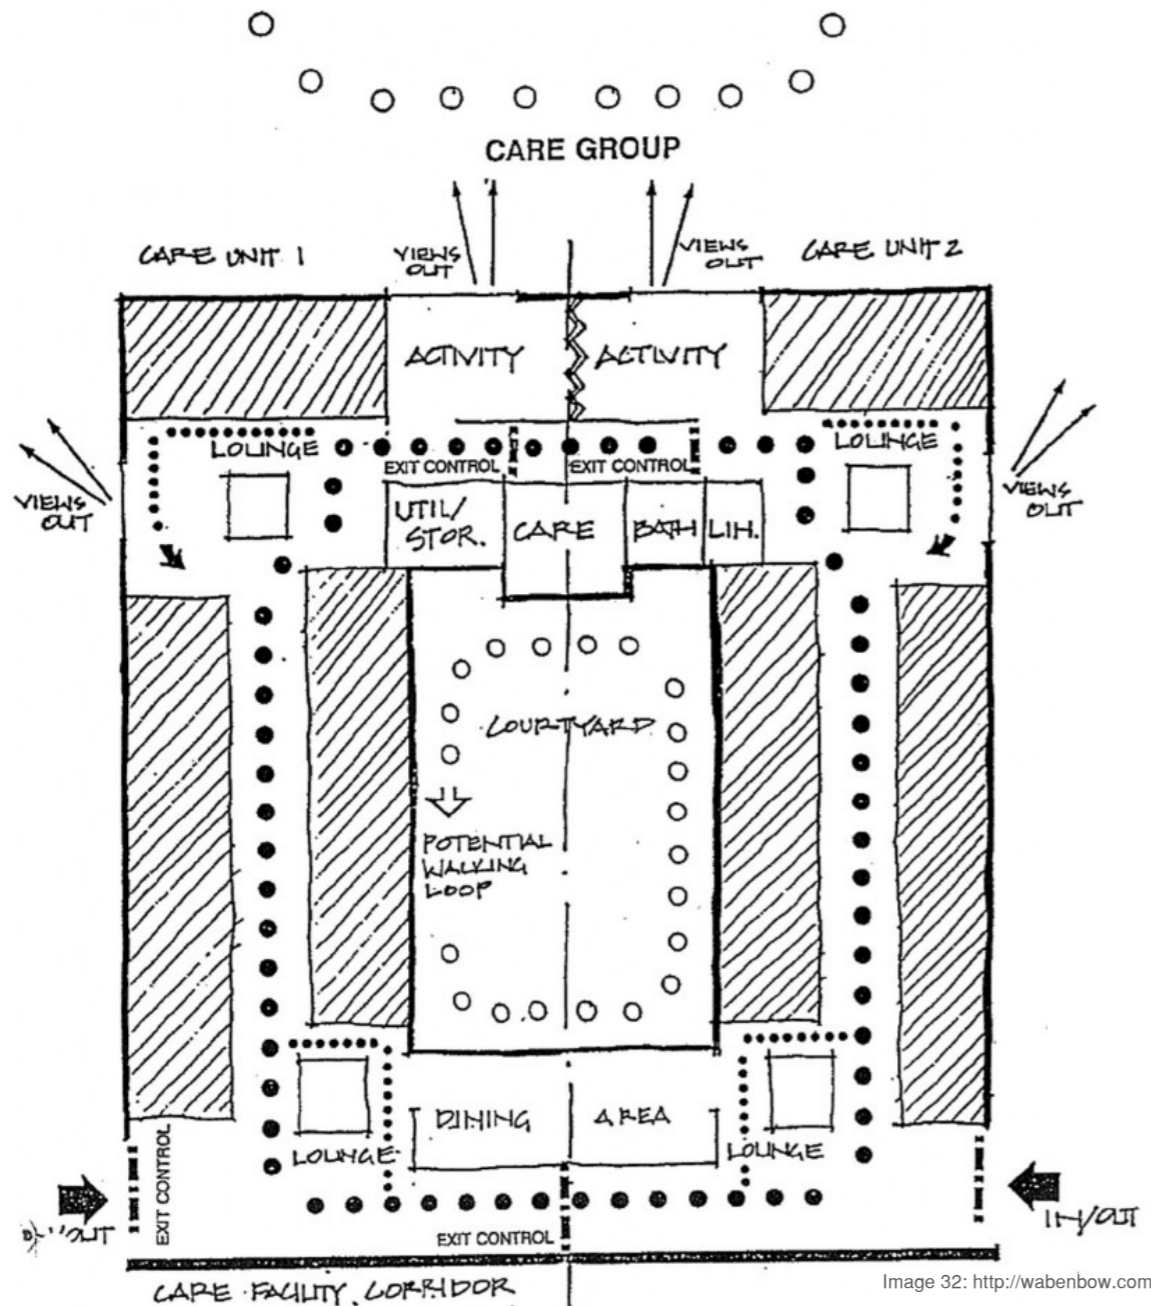 CARE GROUP
CARE UNIT 1
VIEWS
OUT
VIEWS
OUT
CARE UNIT 2
ACTIVITY
ACTIVITY
LOUNGE
LOUNGE
EXIT CONTROL
EXIT CONTROL
VIEWS
OUT
VIEWS
OUT
UTIL/
STOR.
CARE
BATH
LIN.
COURTYARD
POTENTIAL
WALKING
LOOP
DINING
AREA
LOUNGE
LOUNGE
EXIT CONTROL
OUT
IN/OUT
EXIT CONTROL
CARE FACILITY CORRIDOR
Image 32: http://wabenbow.com